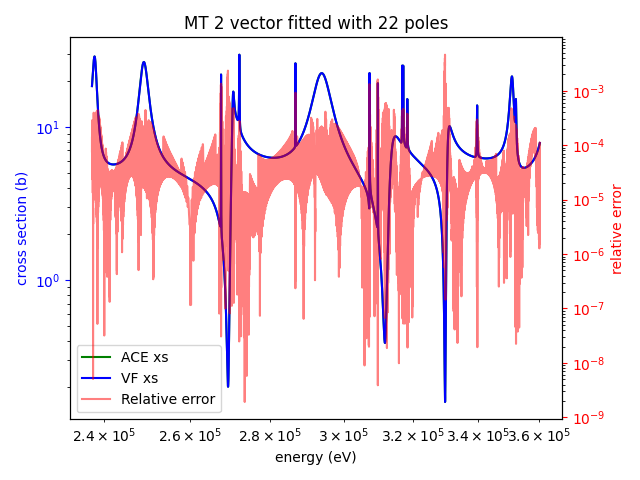 MT 2 vector fitted with 22 poles
cross section (b)
10¹
10⁰
10⁻³
10⁻⁴
10⁻⁵
10⁻⁶
10⁻⁷
10⁻⁸
10⁻⁹
relative error
ACE xs
VF xs
Relative error
2.4 × 10⁵ 2.6 × 10⁵ 2.8 × 10⁵ 3 × 10⁵ 3.2 × 10⁵ 3.4 × 10⁵ 3.6 × 10⁵
energy (eV)